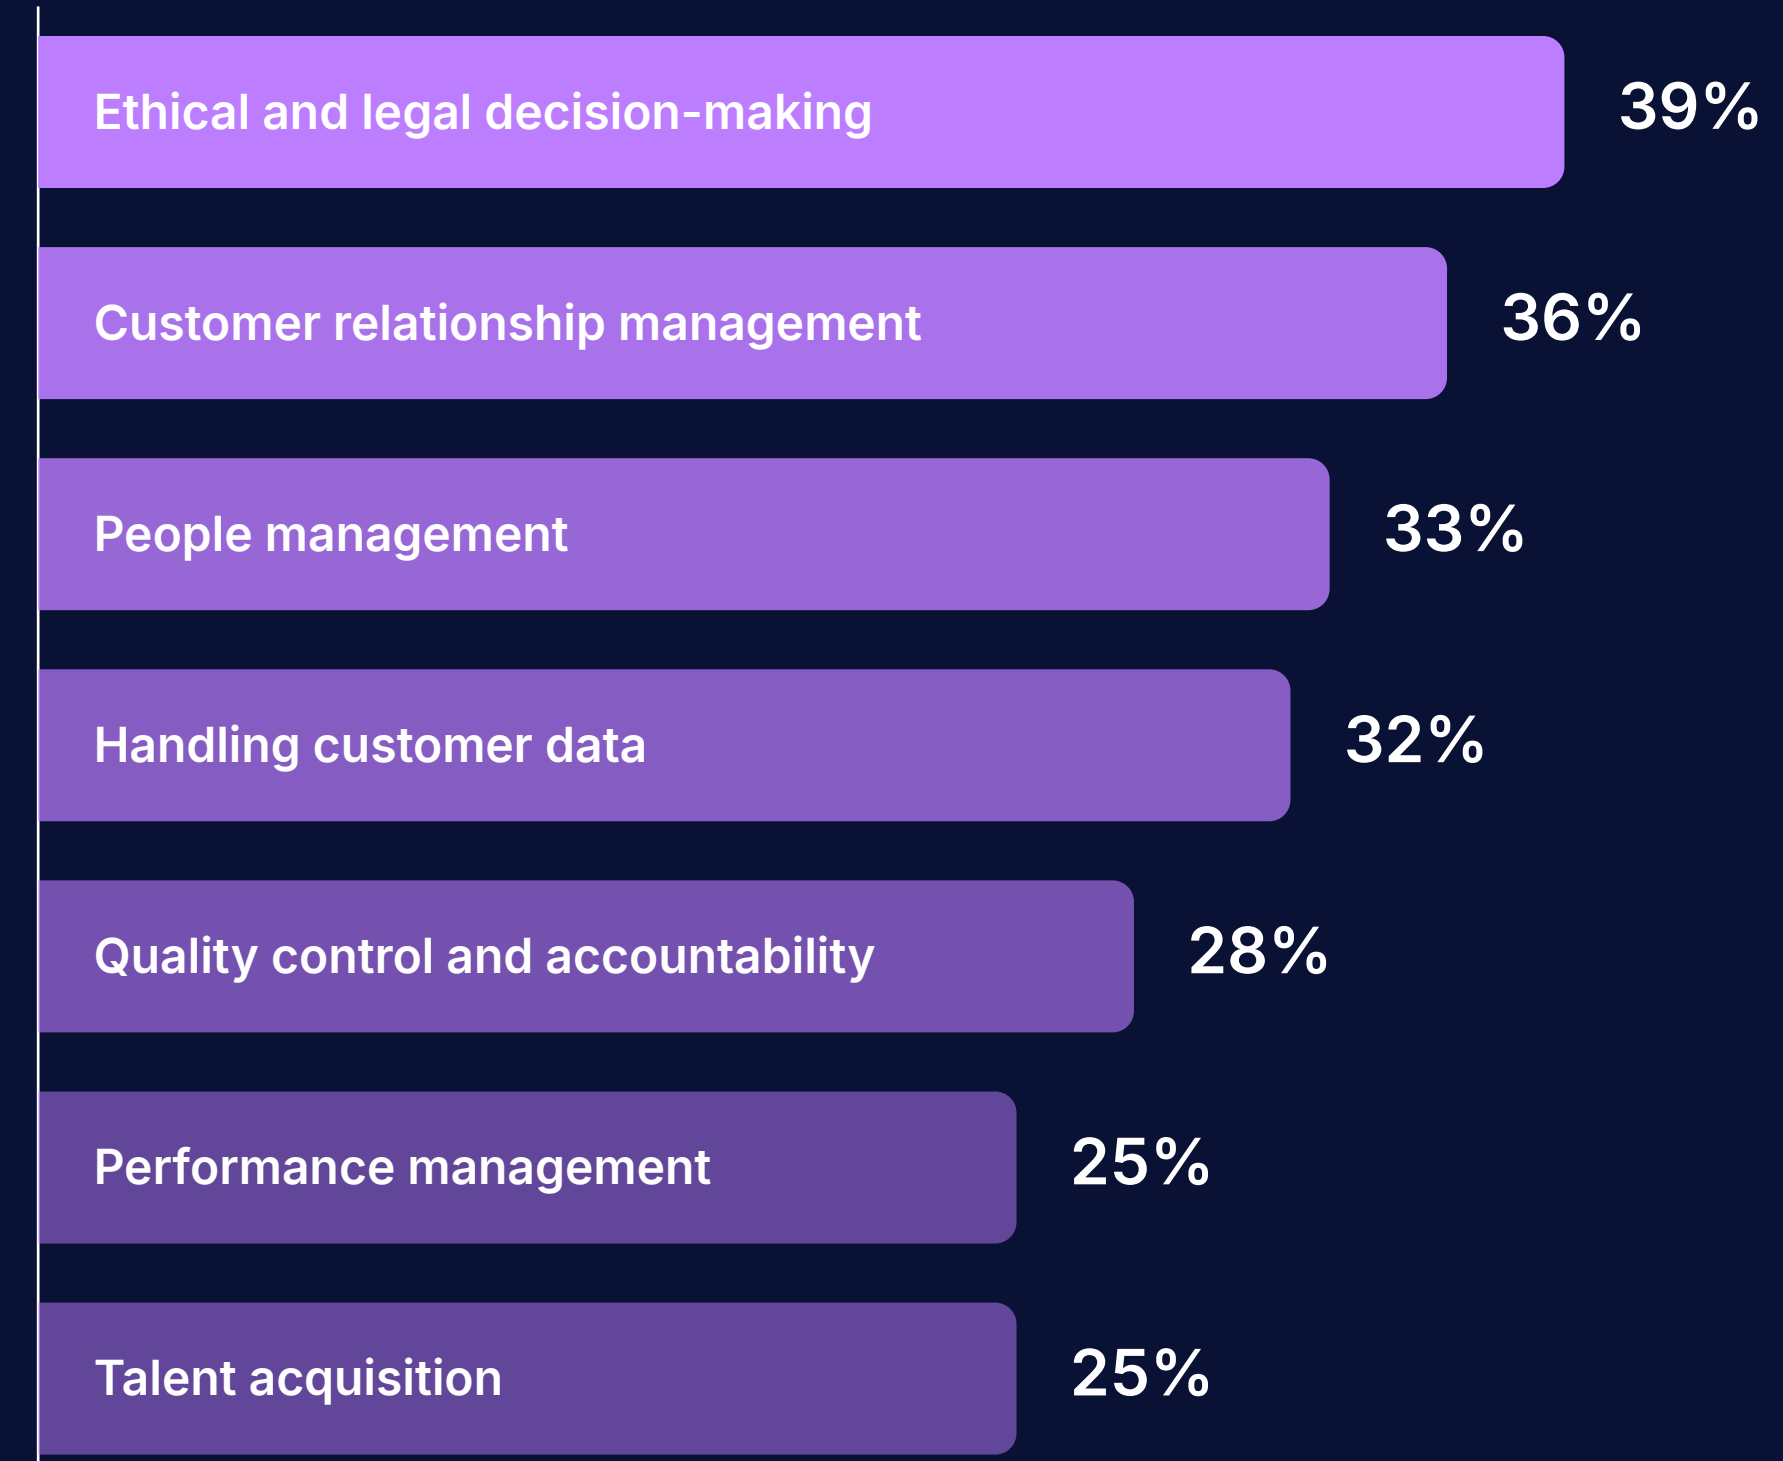 Ethical and legal decision-making 39%
Customer relationship management 36%
People management 33%
Handling customer data 32%
Quality control and accountability 28%
Performance management 25%
Talent acquisition 25%